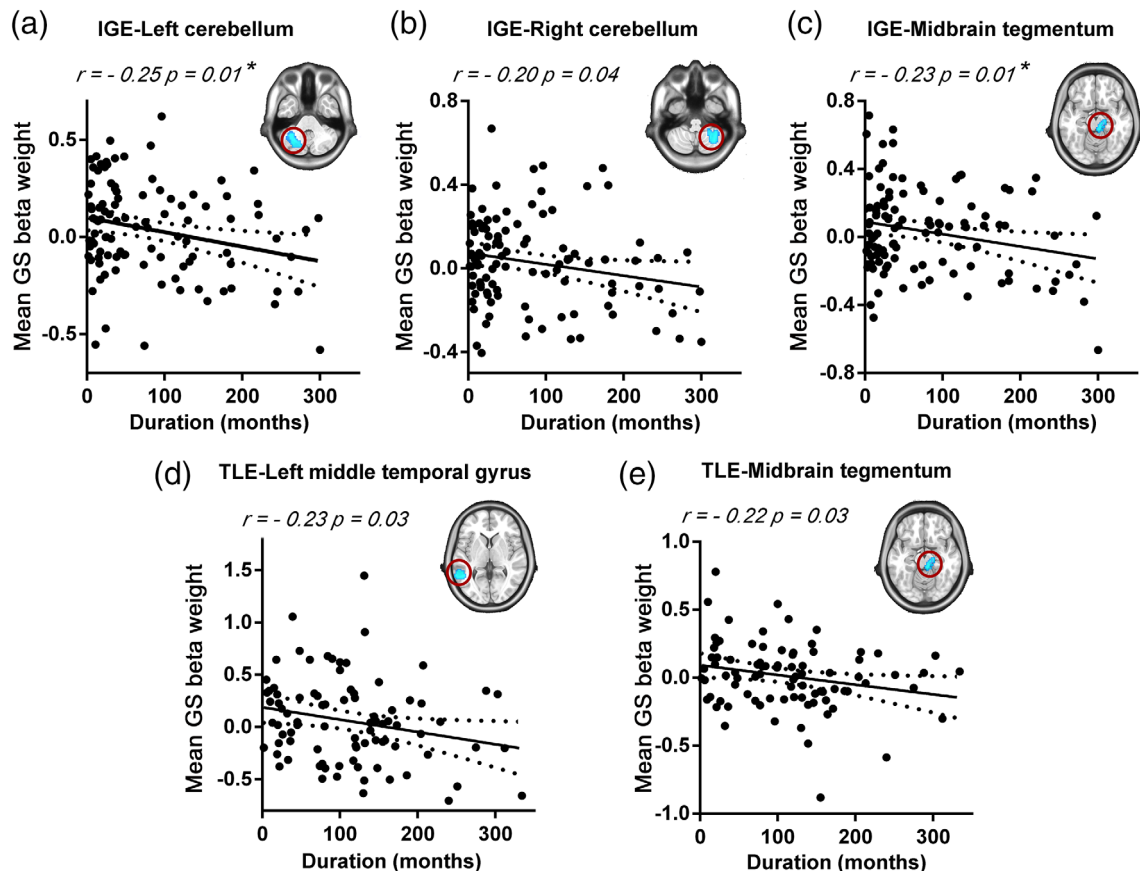 (a) IGE-Left cerebellum
r = - 0.25 p = 0.01 *
Mean GS beta weight
0.5
0.0
-0.5
0 100 200 300
Duration (months)
(b) IGE-Right cerebellum
r = - 0.20 p = 0.04
Mean GS beta weight
0.8
0.4
0.0
-0.4
0 100 200 300
Duration (months)
(c) IGE-Midbrain tegmentum
r = - 0.23 p = 0.01 *
Mean GS beta weight
0.8
0.4
0.0
-0.4
-0.8
0 100 200 300
Duration (months)
(d) TLE-Left middle temporal gyrus
r = - 0.23 p = 0.03
Mean GS beta weight
1.5
1.0
0.5
0.0
-0.5
0 100 200 300
Duration (months)
(e) TLE-Midbrain tegmentum
r = - 0.22 p = 0.03
Mean GS beta weight
1.0
0.5
0.0
-0.5
-1.0
0 100 200 300
Duration (months)